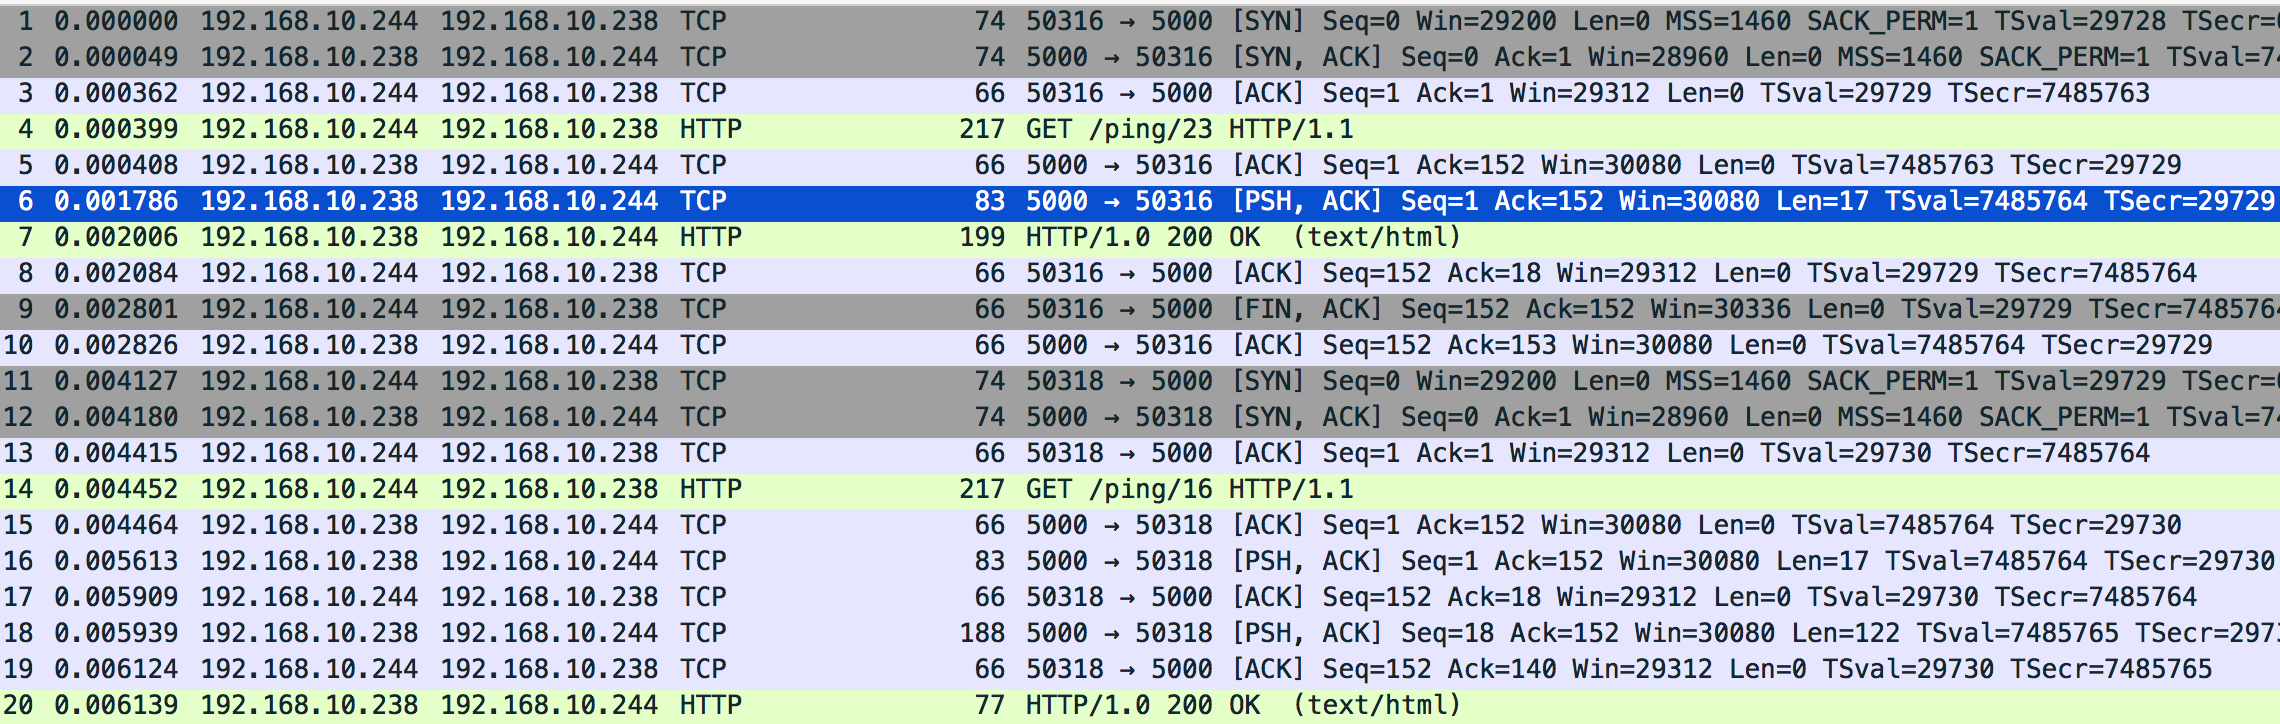 1 0.000000 192.168.10.244 192.168.10.238 TCP 74 50316 → 5000 [SYN] Seq=0 Win=29200 Len=0 MSS=1460 SACK_PERM=1 TSval=29728 TSecr=
2 0.000049 192.168.10.238 192.168.10.244 TCP 74 5000 → 50316 [SYN, ACK] Seq=0 Ack=1 Win=28960 Len=0 MSS=1460 SACK_PERM=1 TSval=74
3 0.000362 192.168.10.244 192.168.10.238 TCP 66 50316 → 5000 [ACK] Seq=1 Ack=1 Win=29312 Len=0 TSval=29729 TSecr=7485763
4 0.000399 192.168.10.244 192.168.10.238 HTTP 217 GET /ping/23 HTTP/1.1
5 0.000408 192.168.10.238 192.168.10.244 TCP 66 5000 → 50316 [ACK] Seq=1 Ack=152 Win=30080 Len=0 TSval=7485763 TSecr=29729
6 0.001786 192.168.10.238 192.168.10.244 TCP 83 5000 → 50316 [PSH, ACK] Seq=1 Ack=152 Win=30080 Len=17 TSval=7485764 TSecr=29729
7 0.002006 192.168.10.238 192.168.10.244 HTTP 199 HTTP/1.0 200 OK (text/html)
8 0.002084 192.168.10.244 192.168.10.238 TCP 66 50316 → 5000 [ACK] Seq=152 Ack=18 Win=29312 Len=0 TSval=29729 TSecr=7485764
9 0.002801 192.168.10.244 192.168.10.238 TCP 66 50316 → 5000 [FIN, ACK] Seq=152 Ack=152 Win=30336 Len=0 TSval=29729 TSecr=7485764
10 0.002826 192.168.10.238 192.168.10.244 TCP 66 5000 → 50316 [ACK] Seq=152 Ack=153 Win=30080 Len=0 TSval=7485764 TSecr=29729
11 0.004127 192.168.10.244 192.168.10.238 TCP 74 50318 → 5000 [SYN] Seq=0 Win=29200 Len=0 MSS=1460 SACK_PERM=1 TSval=29729 TSecr=
12 0.004180 192.168.10.238 192.168.10.244 TCP 74 5000 → 50318 [SYN, ACK] Seq=0 Ack=1 Win=28960 Len=0 MSS=1460 SACK_PERM=1 TSval=74
13 0.004415 192.168.10.244 192.168.10.238 TCP 66 50318 → 5000 [ACK] Seq=1 Ack=1 Win=29312 Len=0 TSval=29730 TSecr=7485764
14 0.004452 192.168.10.244 192.168.10.238 HTTP 217 GET /ping/16 HTTP/1.1
15 0.004464 192.168.10.238 192.168.10.244 TCP 66 5000 → 50318 [ACK] Seq=1 Ack=152 Win=30080 Len=0 TSval=7485764 TSecr=29730
16 0.005613 192.168.10.238 192.168.10.244 TCP 83 5000 → 50318 [PSH, ACK] Seq=1 Ack=152 Win=30080 Len=17 TSval=7485764 TSecr=29730
17 0.005909 192.168.10.244 192.168.10.238 TCP 66 50318 → 5000 [ACK] Seq=152 Ack=18 Win=29312 Len=0 TSval=29730 TSecr=7485764
18 0.005939 192.168.10.238 192.168.10.244 TCP 188 5000 → 50318 [PSH, ACK] Seq=18 Ack=152 Win=30080 Len=122 TSval=7485765 TSecr=2973
19 0.006124 192.168.10.244 192.168.10.238 TCP 66 50318 → 5000 [ACK] Seq=152 Ack=140 Win=29312 Len=0 TSval=29730 TSecr=7485765
20 0.006139 192.168.10.238 192.168.10.244 HTTP 77 HTTP/1.0 200 OK (text/html)